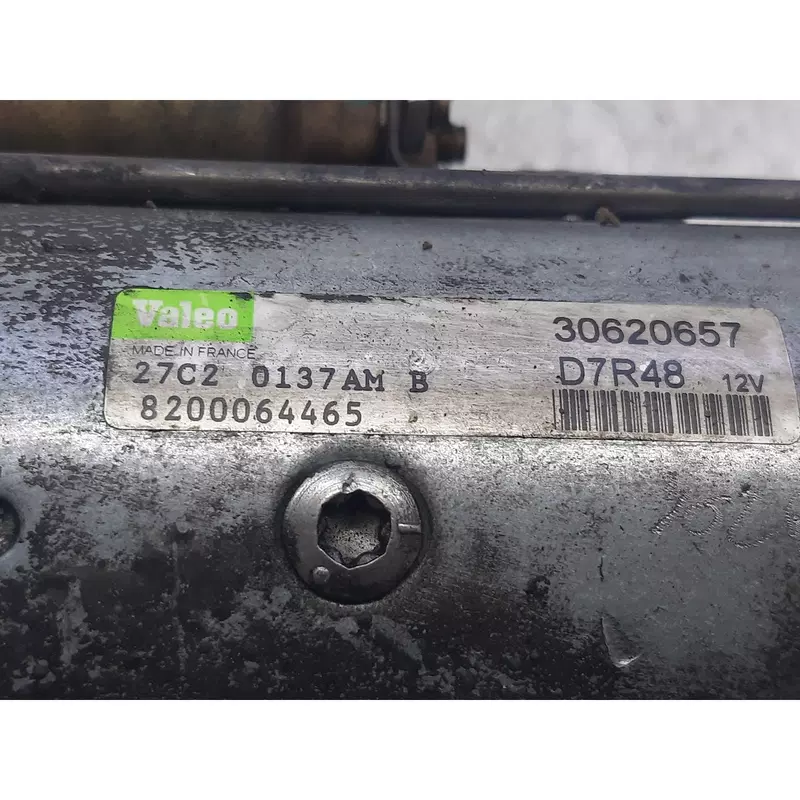 Valeo
MADE IN FRANCE
27C2 0137AM B
8200064465
30620657
D7R48 12V